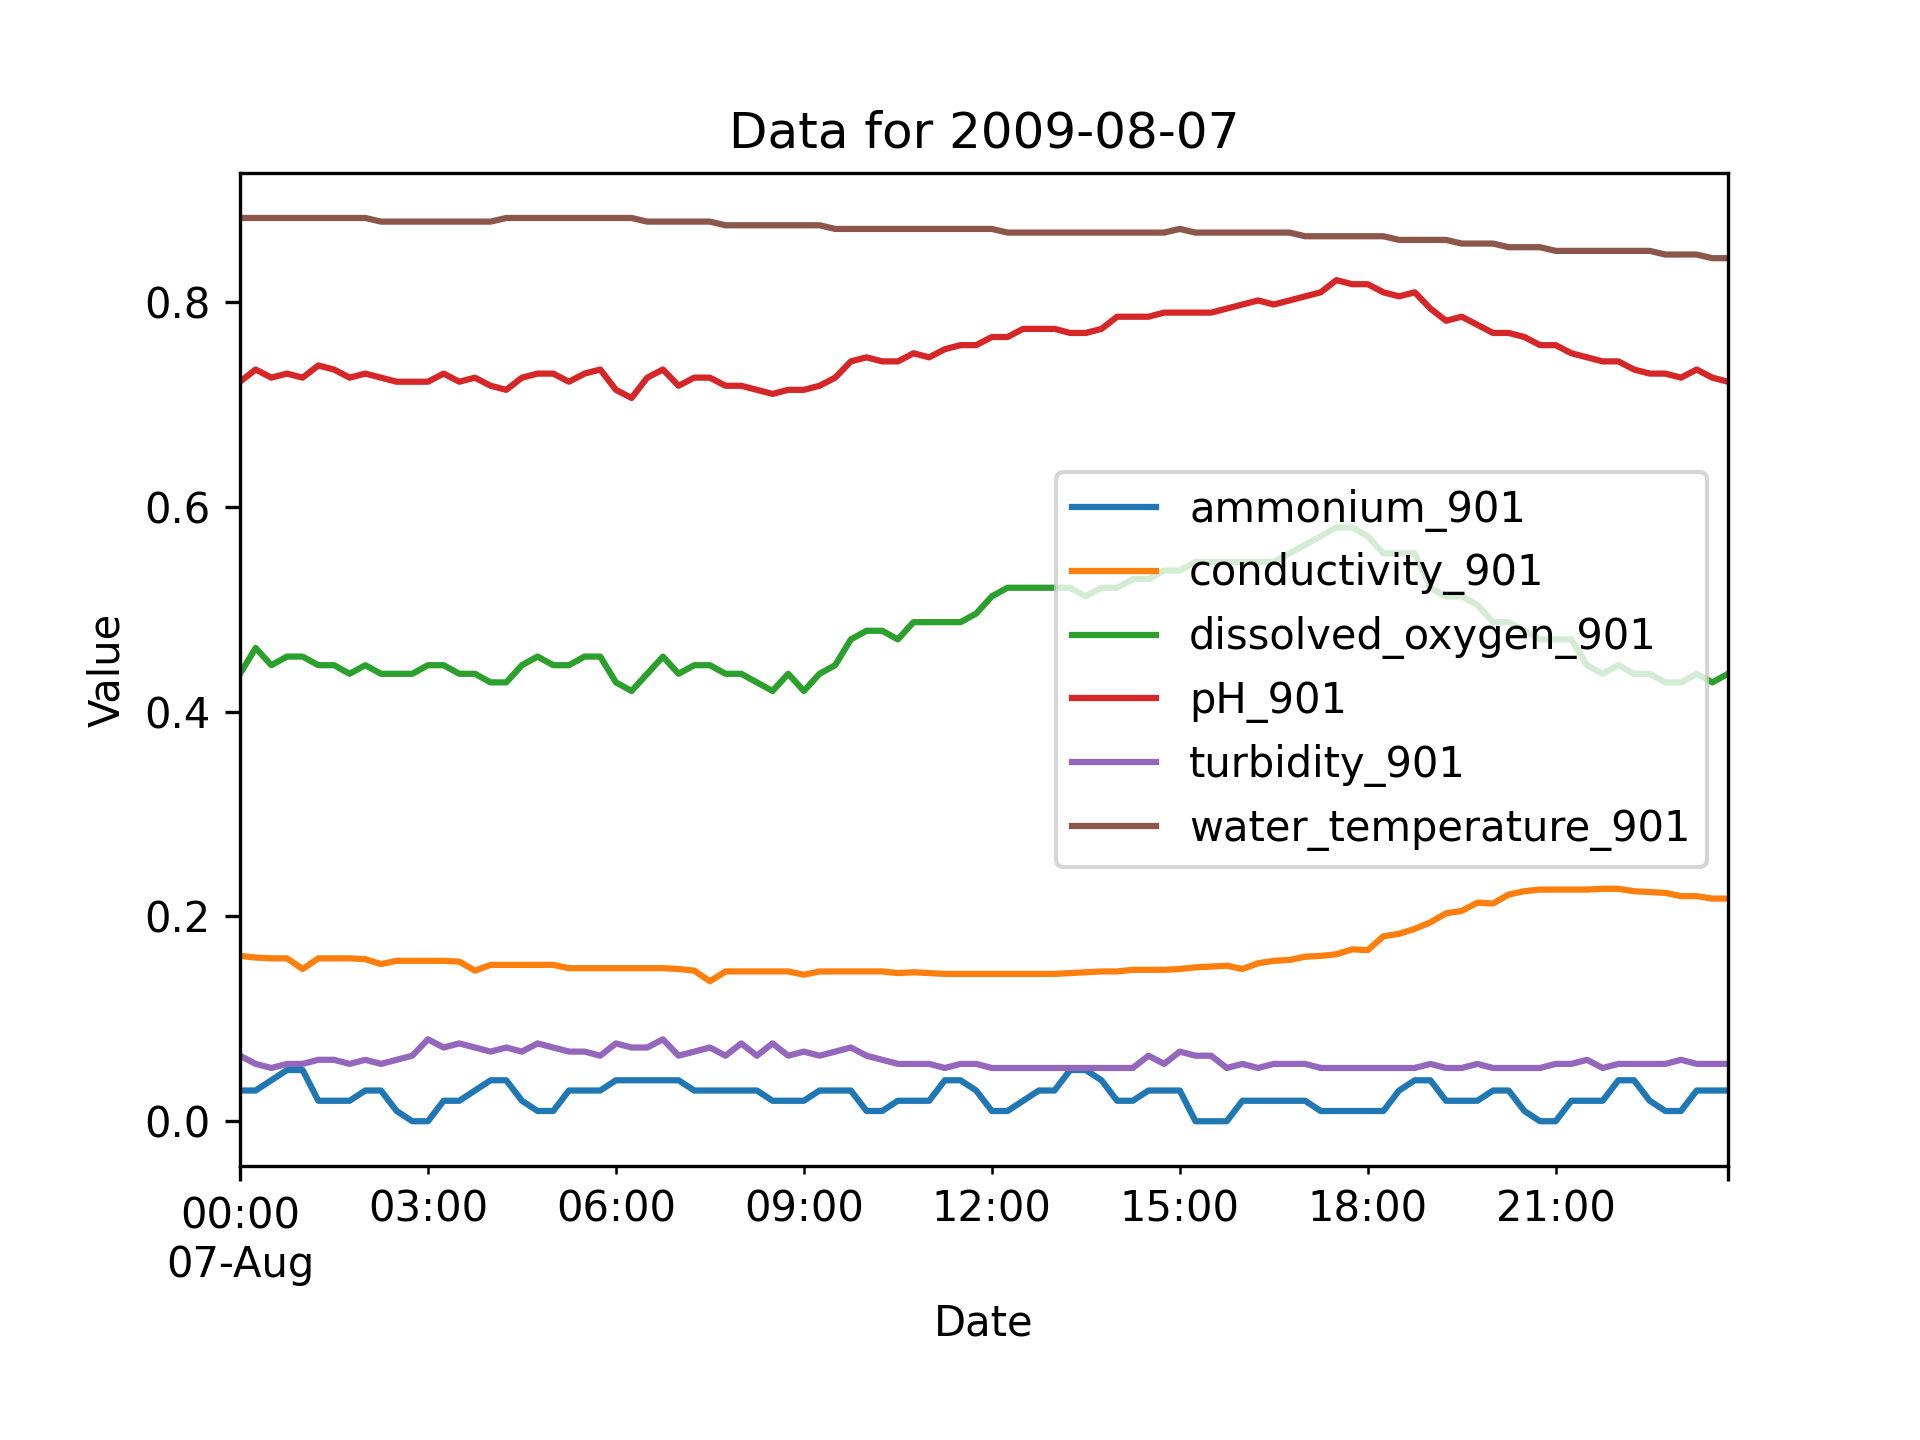 Data for 2009-08-07
Value
0.8
0.6
0.4
0.2
0.0
ammonium_901
conductivity_901
dissolved_oxygen_901
pH_901
turbidity_901
water_temperature_901
00:00 03:00 06:00 09:00 12:00 15:00 18:00 21:00
07-Aug
Date